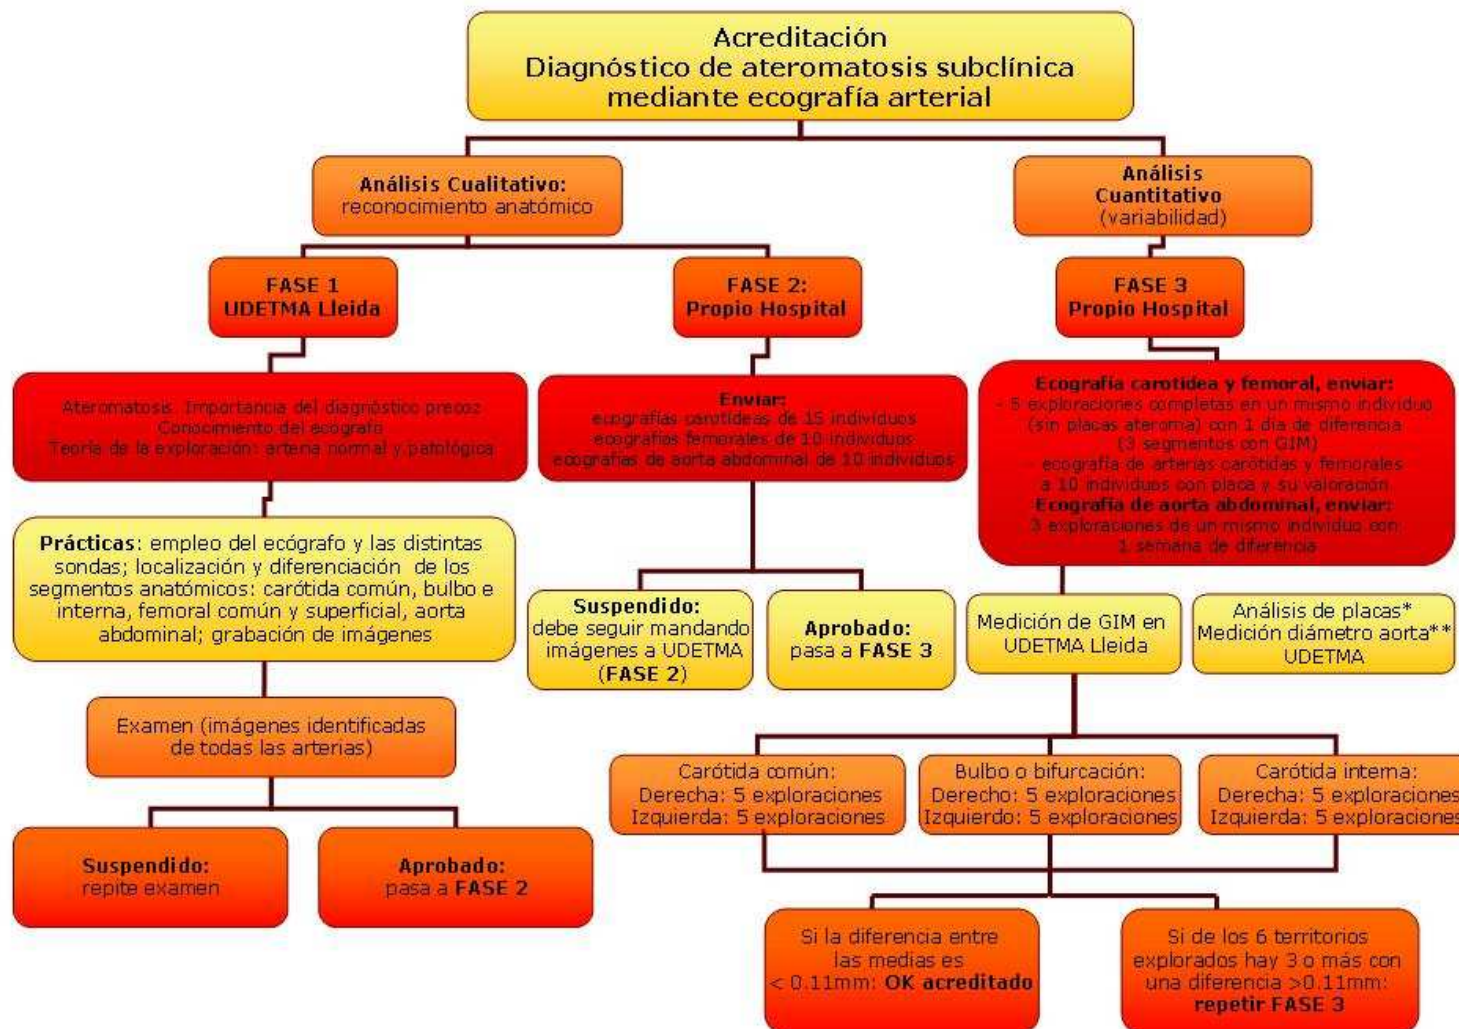 Acreditación
Diagnóstico de ateromatosis subclínica
mediante ecografía arterial
Análisis Cualitativo:
reconocimiento anatómico
Análisis
Cuantitativo
(variabilidad)
FASE 1
UDETMA Lleida
FASE 2:
Propio Hospital
FASE 3
Propio Hospital
Ateromatosis. Importancia del diagnóstico precoz
Conocimiento del ecógrafo
Teoría de la exploración: arteria normal y patológica
Enviar:
ecografías carotídeas de 15 individuos
ecografías femorales de 10 individuos
ecografías de aorta abdominal de 10 individuos
Ecografía carotídea y femoral, enviar:
- 5 exploraciones completas en un mismo individuo
(sin placas ateroma) con 1 día de diferencia
(3 segmentos con GIM)
- ecografía de arterias carótidas y femorales
a 10 individuos con placa y su valoración
Ecografía de aorta abdominal, enviar:
3 exploraciones de un mismo individuo con
1 semana de diferencia
Prácticas: empleo del ecógrafo y las distintas
sondas; localización y diferenciación de los
segmentos anatómicos: carótida común, bulbo e
interna, femoral común y superficial, aorta
abdominal; grabación de imágenes
Suspendido:
debe seguir mandando
imágenes a UDETMA
(FASE 2)
Aprobado:
pasa a FASE 3
Medición de GIM en
UDETMA Lleida
Análisis de placas*
Medición diámetro aorta**
UDETMA
Examen (imágenes identificadas
de todas las arterias)
Carótida común:
Derecha: 5 exploraciones
Izquierda: 5 exploraciones
Bulbo o bifurcación:
Derecho: 5 exploraciones
Izquierdo: 5 exploraciones
Carótida interna:
Derecha: 5 exploraciones
Izquierda: 5 exploraciones
Suspendido:
repite examen
Aprobado:
pasa a FASE 2
Si la diferencia entre
las medias es
< 0.11mm: OK acreditado
Si de los 6 territorios
explorados hay 3 o más con
una diferencia >0.11mm:
repetir FASE 3